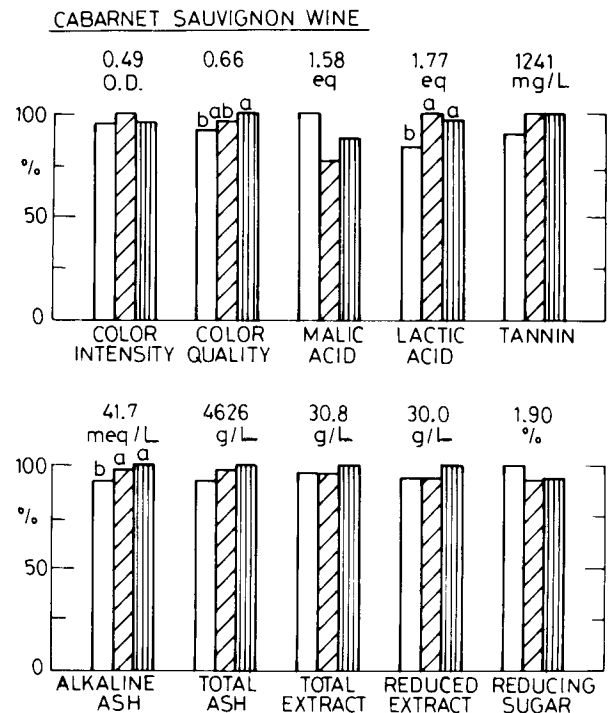 CABARNET SAUVIGNON WINE
0.49 0.66 1.58 1.77 1241
O.D. eq eq mg/L
100 b ab a b a a
%
50
0
COLOR COLOR MALIC LACTIC TANNIN
INTENSITY QUALITY ACID ACID
41.7 4626 30.8 30.0 1.90
meq/L g/L g/L g/L %
100 b a a
%
50
0
ALKALINE TOTAL TOTAL REDUCED REDUCING
ASH ASH EXTRACT EXTRACT SUGAR